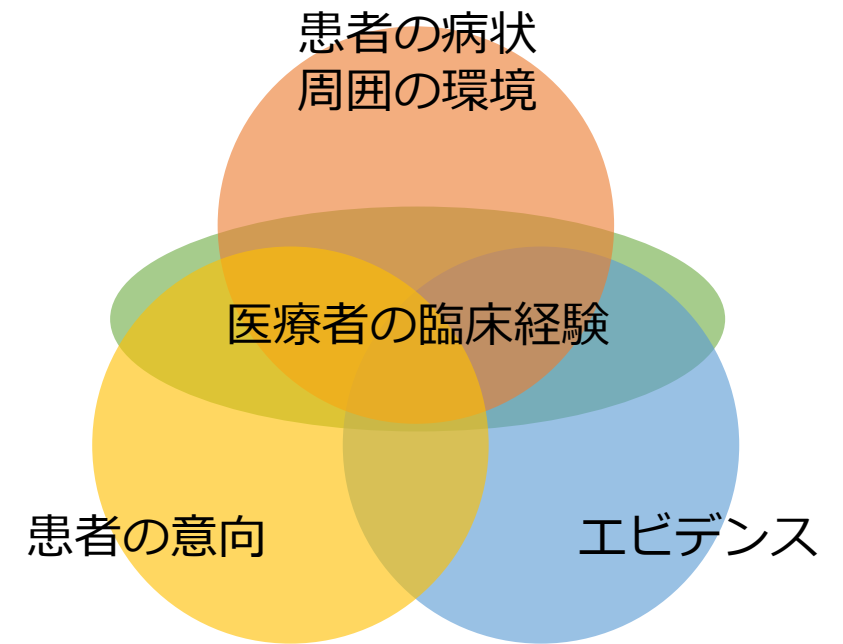 患者の病状
周囲の環境
医療者の臨床経験
患者の意向
エビデンス